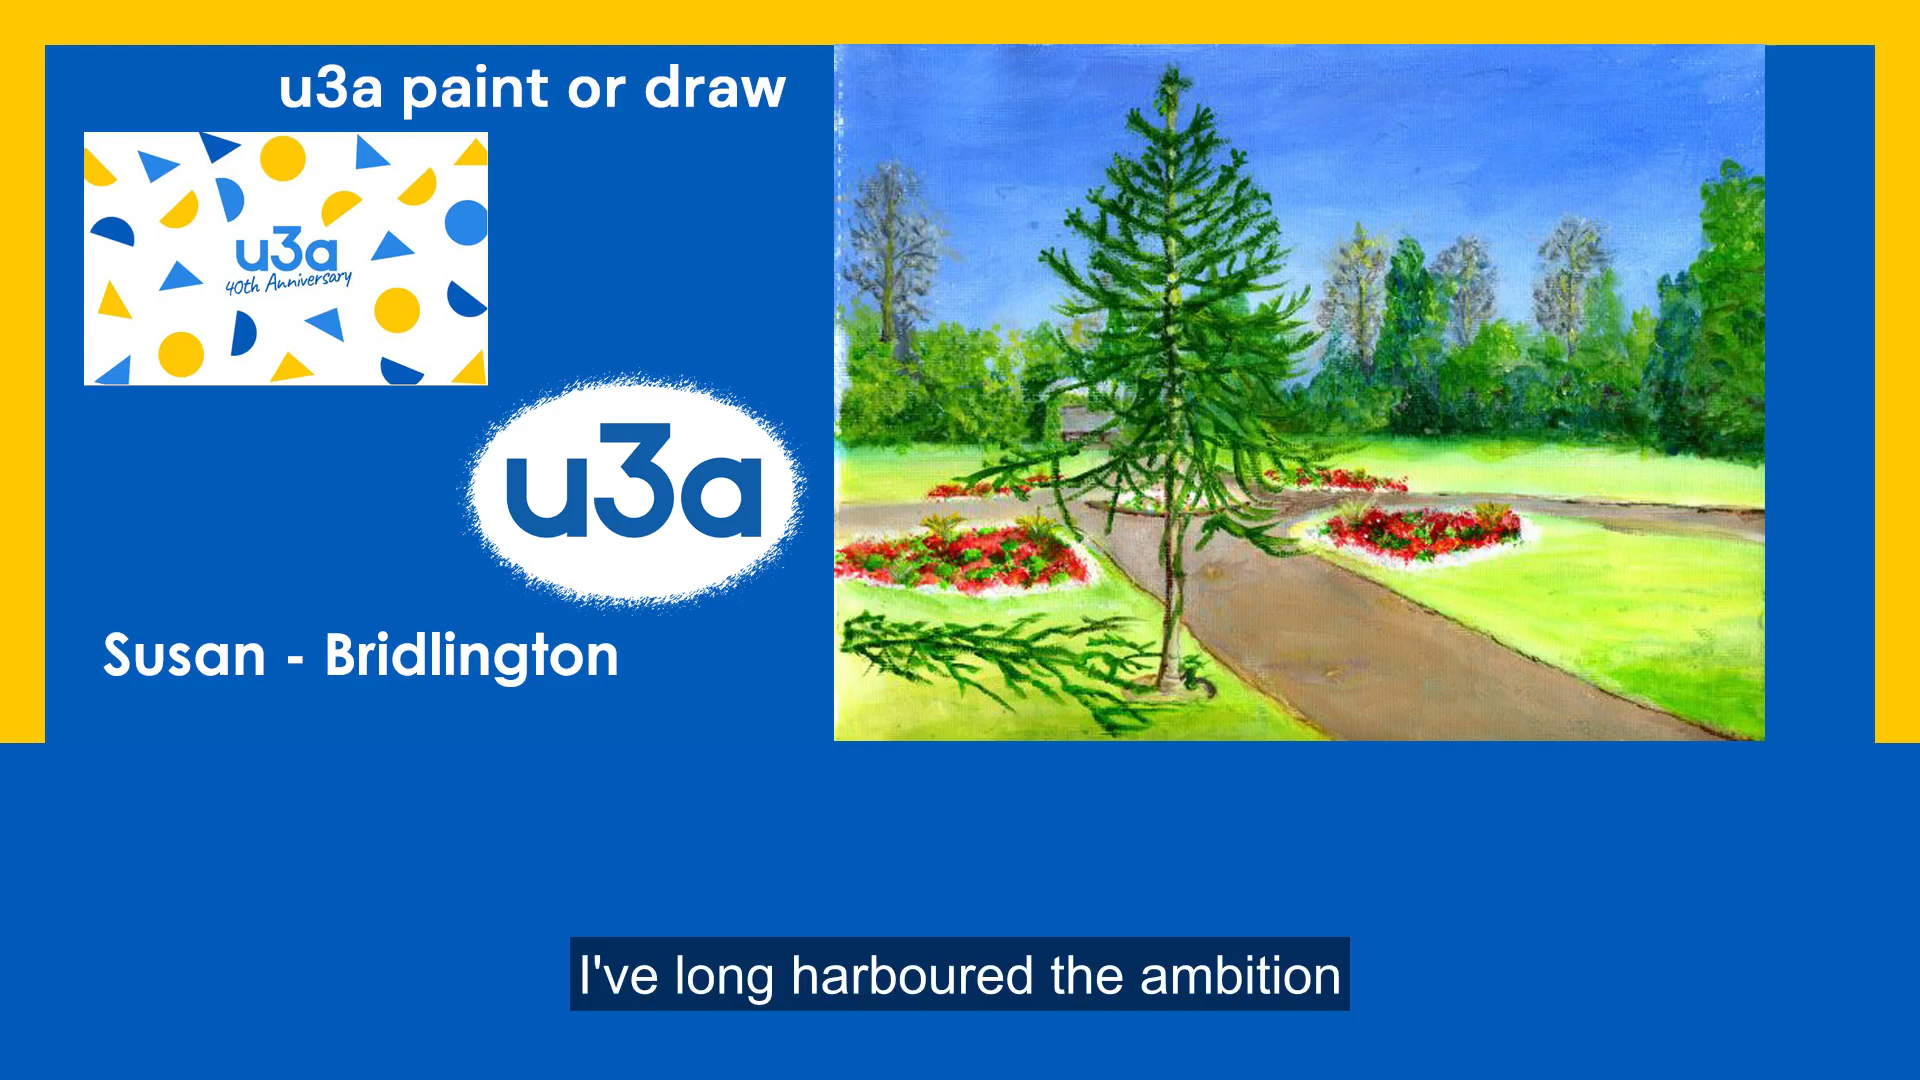 u3a paint or draw
u3a
40th Anniversary
u3a
Susan - Bridlington
I've long harboured the ambition